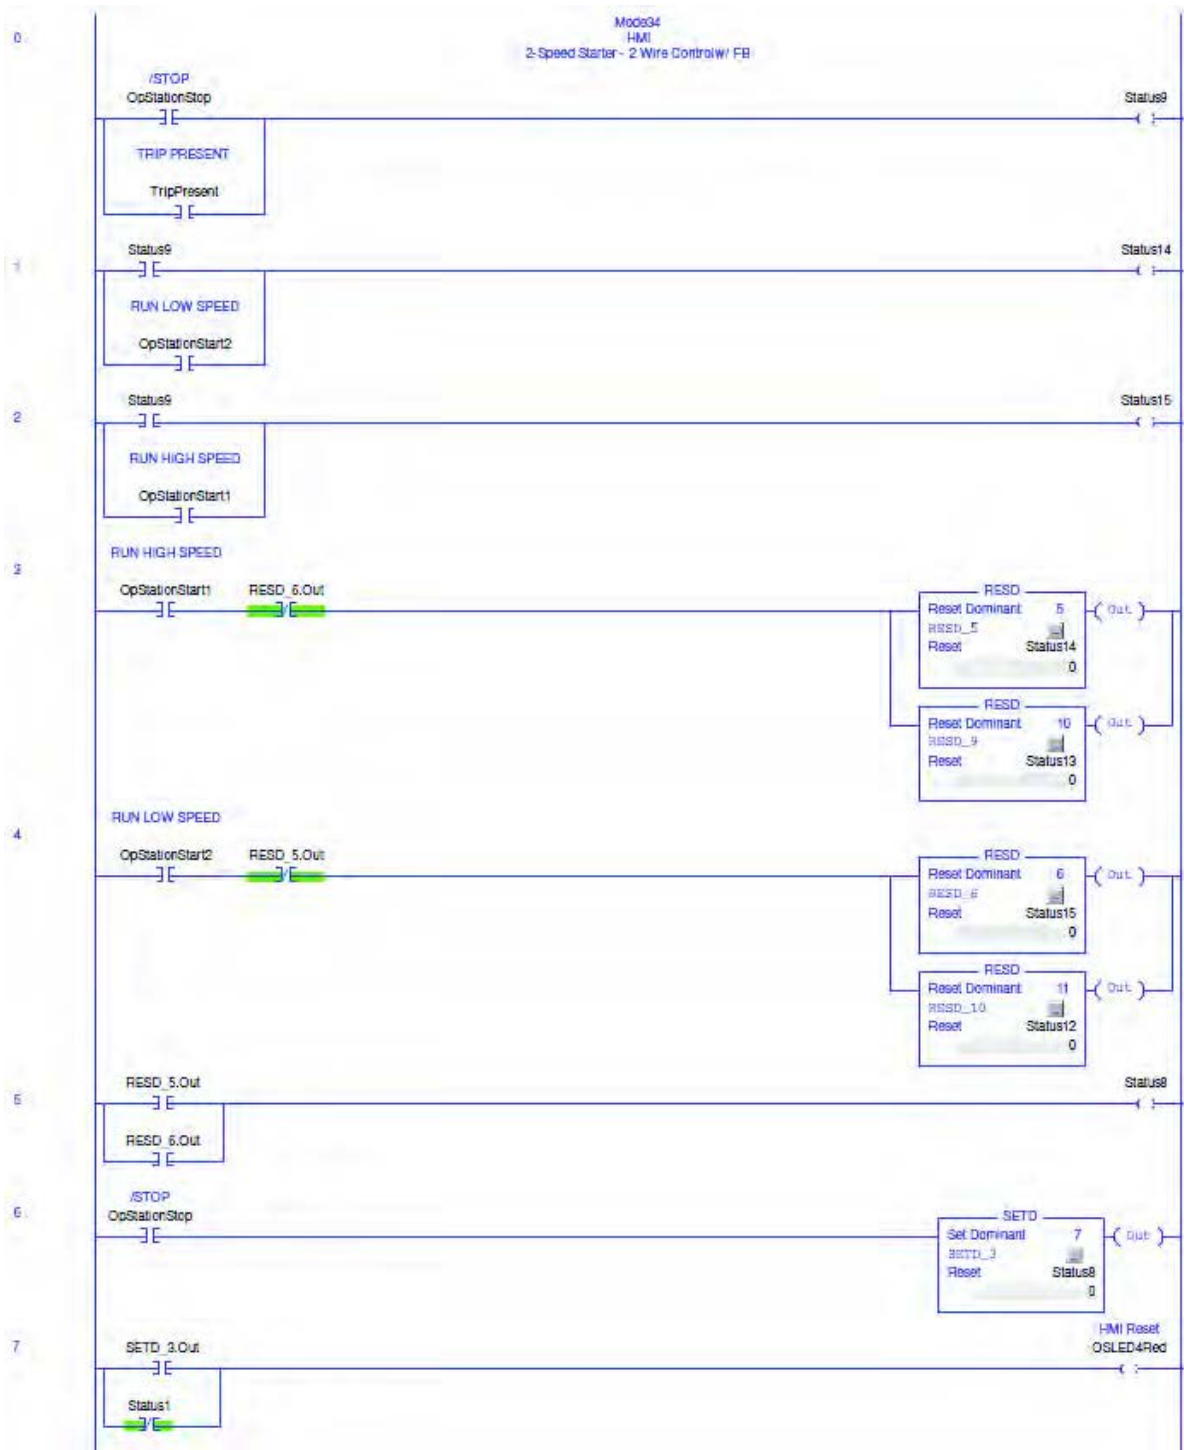 Mode34
HMI
2-Speed Starter - 2 Wire Controlw/ FB
0
/STOP
OpStationStop
Status9
TRIP PRESENT
TripPresent
1
Status9
Status14
RUN LOW SPEED
OpStationStart2
2
Status9
Status15
RUN HIGH SPEED
OpStationStart1
RUN HIGH SPEED
3
OpStationStart1
RESD_6.Out
RESD
Reset Dominant 5
RESD_5
Reset Status14
0
Out
RESD
Reset Dominant 10
RESD_9
Reset Status13
0
Out
RUN LOW SPEED
4
OpStationStart2
RESD_5.Out
RESD
Reset Dominant 6
RESD_6
Reset Status15
0
Out
RESD
Reset Dominant 11
RESD_10
Reset Status12
0
Out
5
RESD_5.Out
Status8
RESD_6.Out
6
/STOP
OpStationStop
SETD
Set Dominant 7
SETD_3
Reset Status8
0
Out
7
SETD_3.Out
HMI Reset
OSLED4Red
Status1